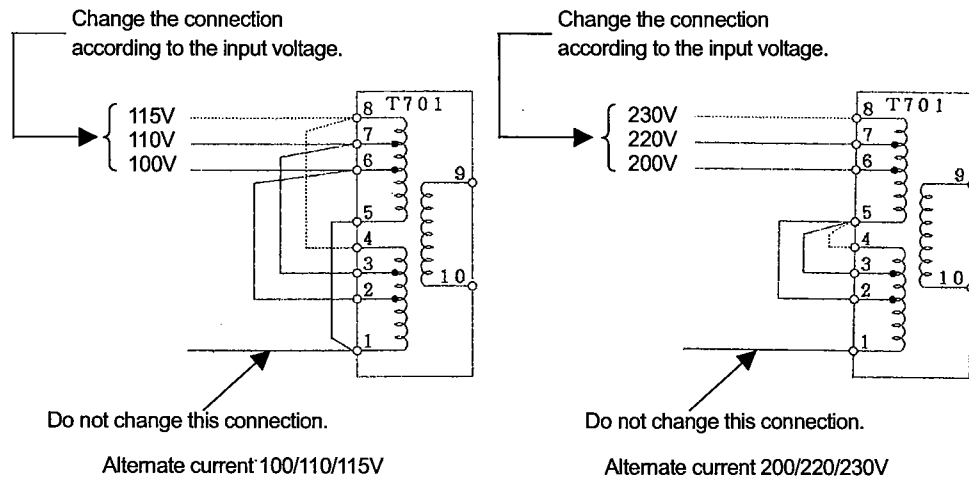 Change the connection
according to the input voltage.
115V
110V
100V
T701
8
7
6
5
4
3
2
1
9
10
Do not change this connection.
Alternate current 100/110/115V
Change the connection
according to the input voltage.
230V
220V
200V
T701
8
7
6
5
4
3
2
1
9
10
Do not change this connection.
Alternate current 200/220/230V